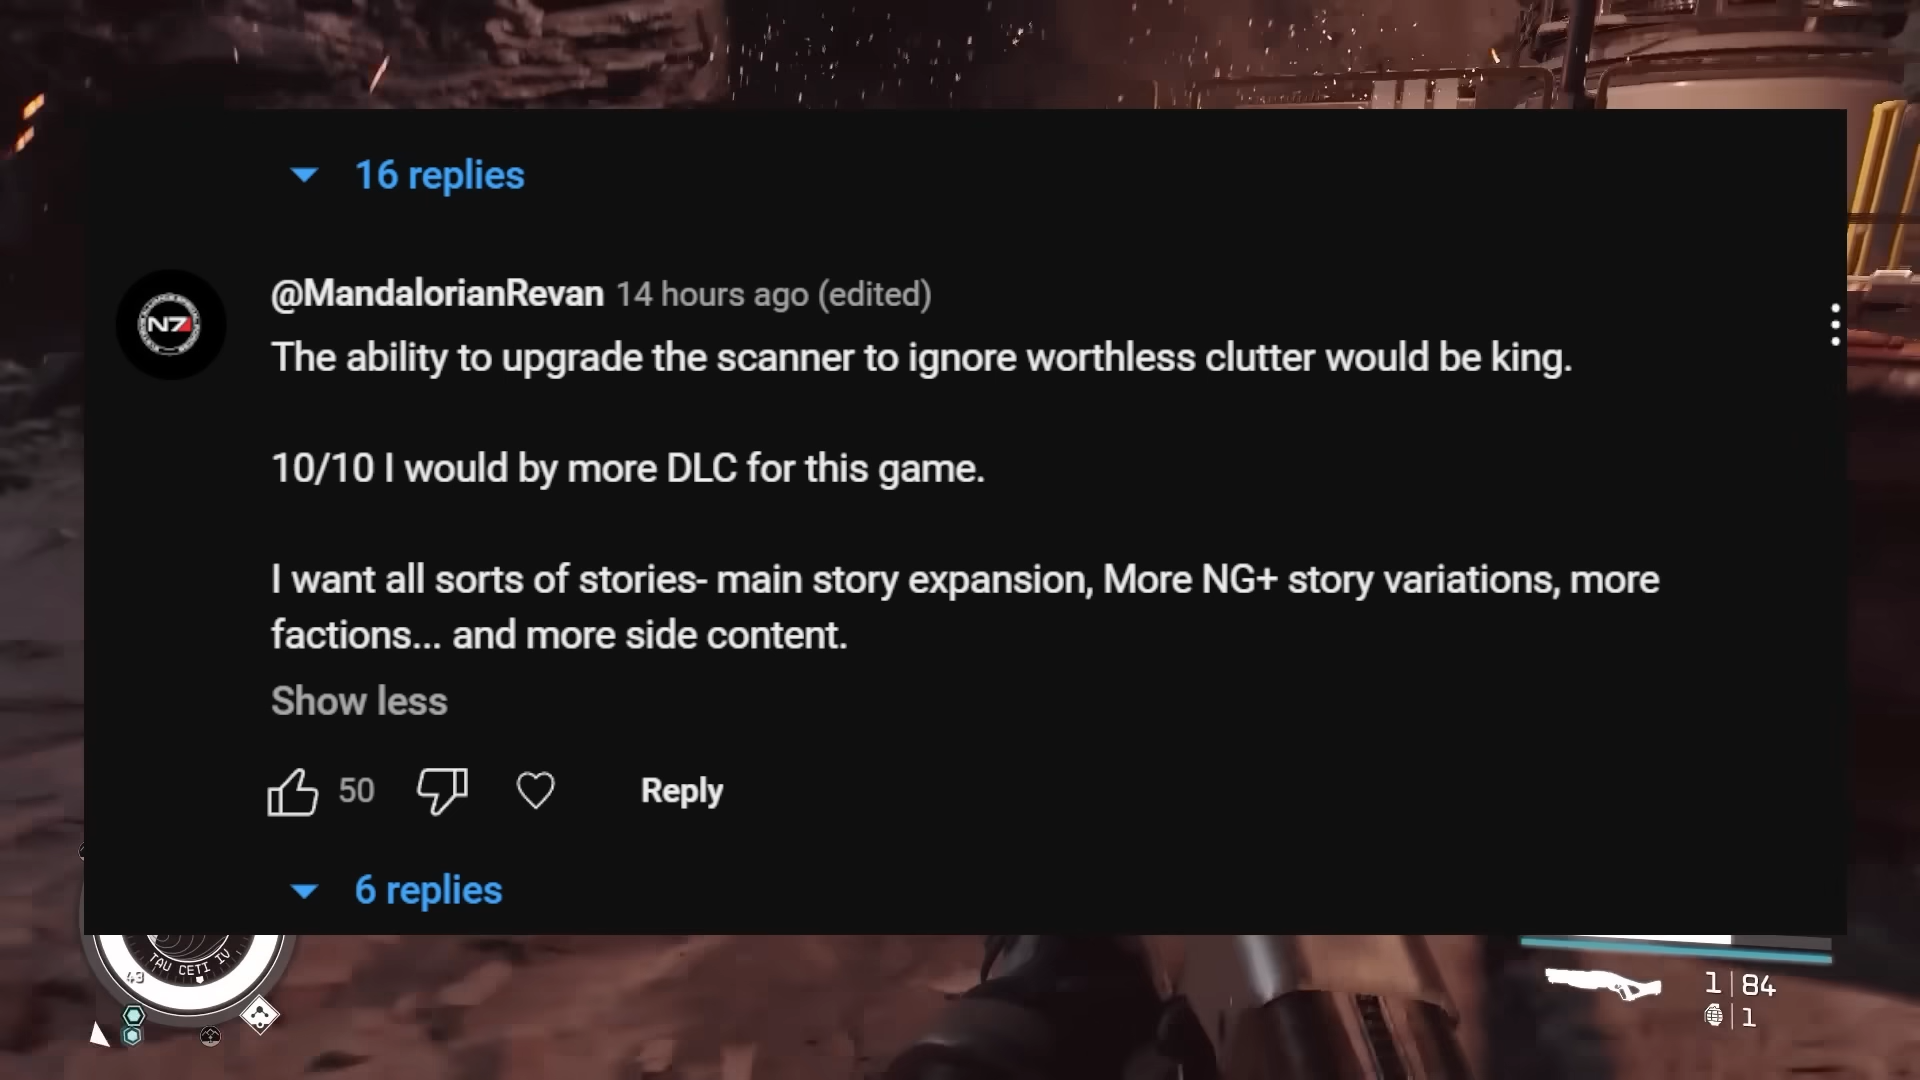 16 replies
@MandalorianRevan 14 hours ago (edited)
N7
The ability to upgrade the scanner to ignore worthless clutter would be king.
10/10 I would by more DLC for this game.
I want all sorts of stories- main story expansion, More NG+ story variations, more
factions... and more side content.
Show less
50
Reply
6 replies
TAU CETI IV
43
1 | 84
1